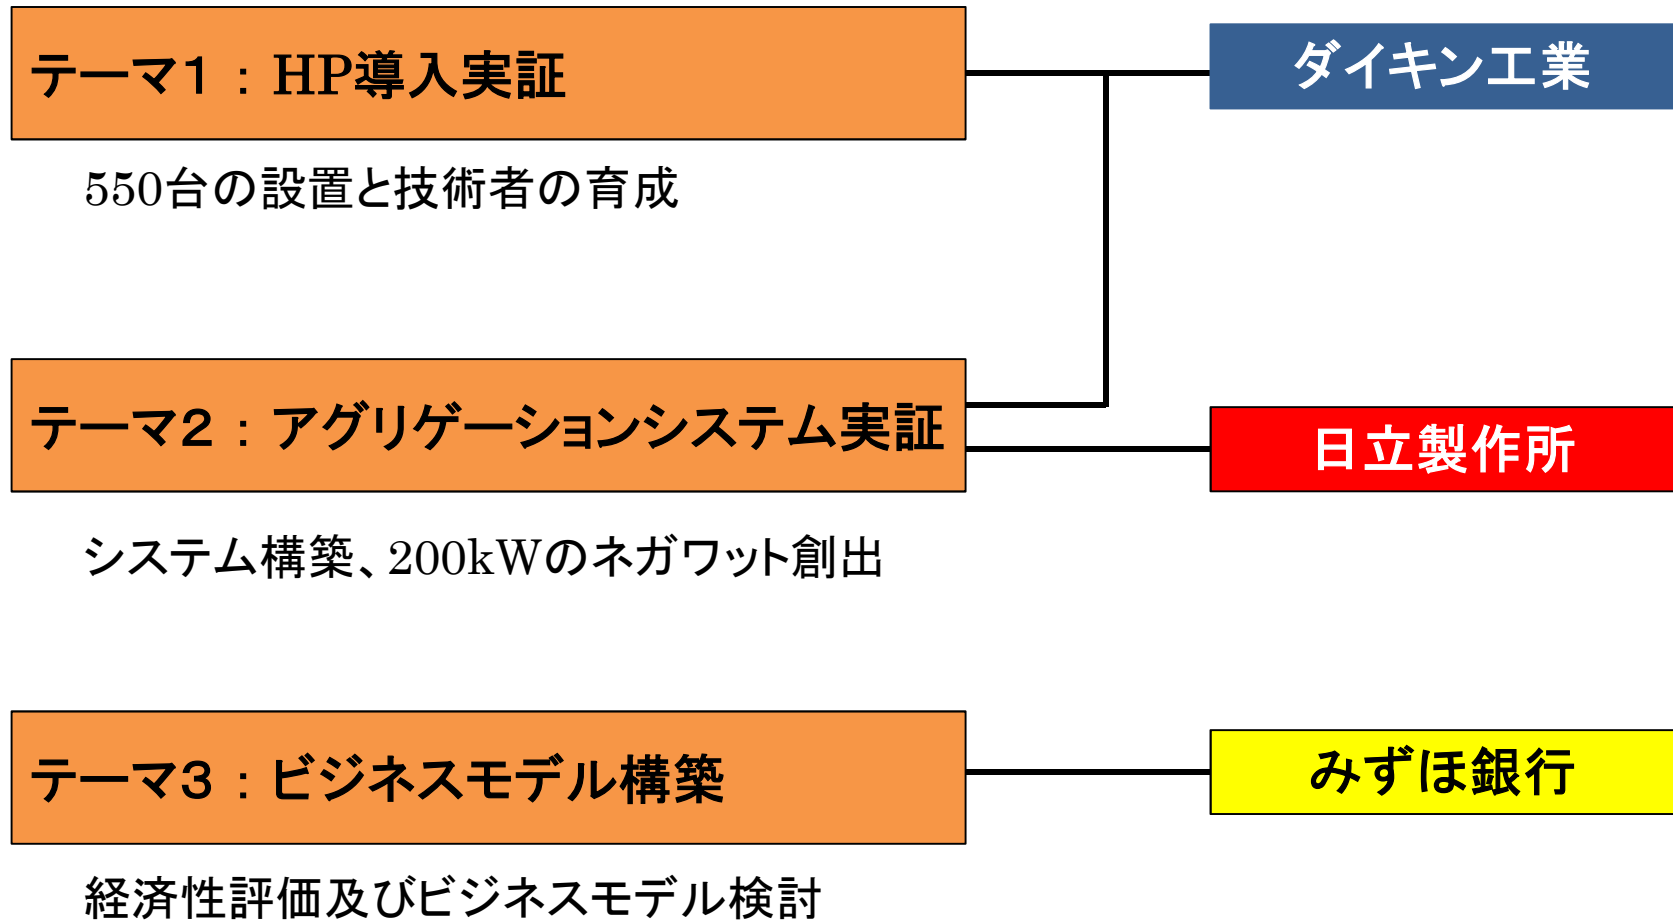 テーマ1：HP導入実証
ダイキン工業
550台の設置と技術者の育成
テーマ2：アグリゲーションシステム実証
日立製作所
システム構築、200kWのネガワット創出
テーマ3：ビジネスモデル構築
みずほ銀行
経済性評価及びビジネスモデル検討